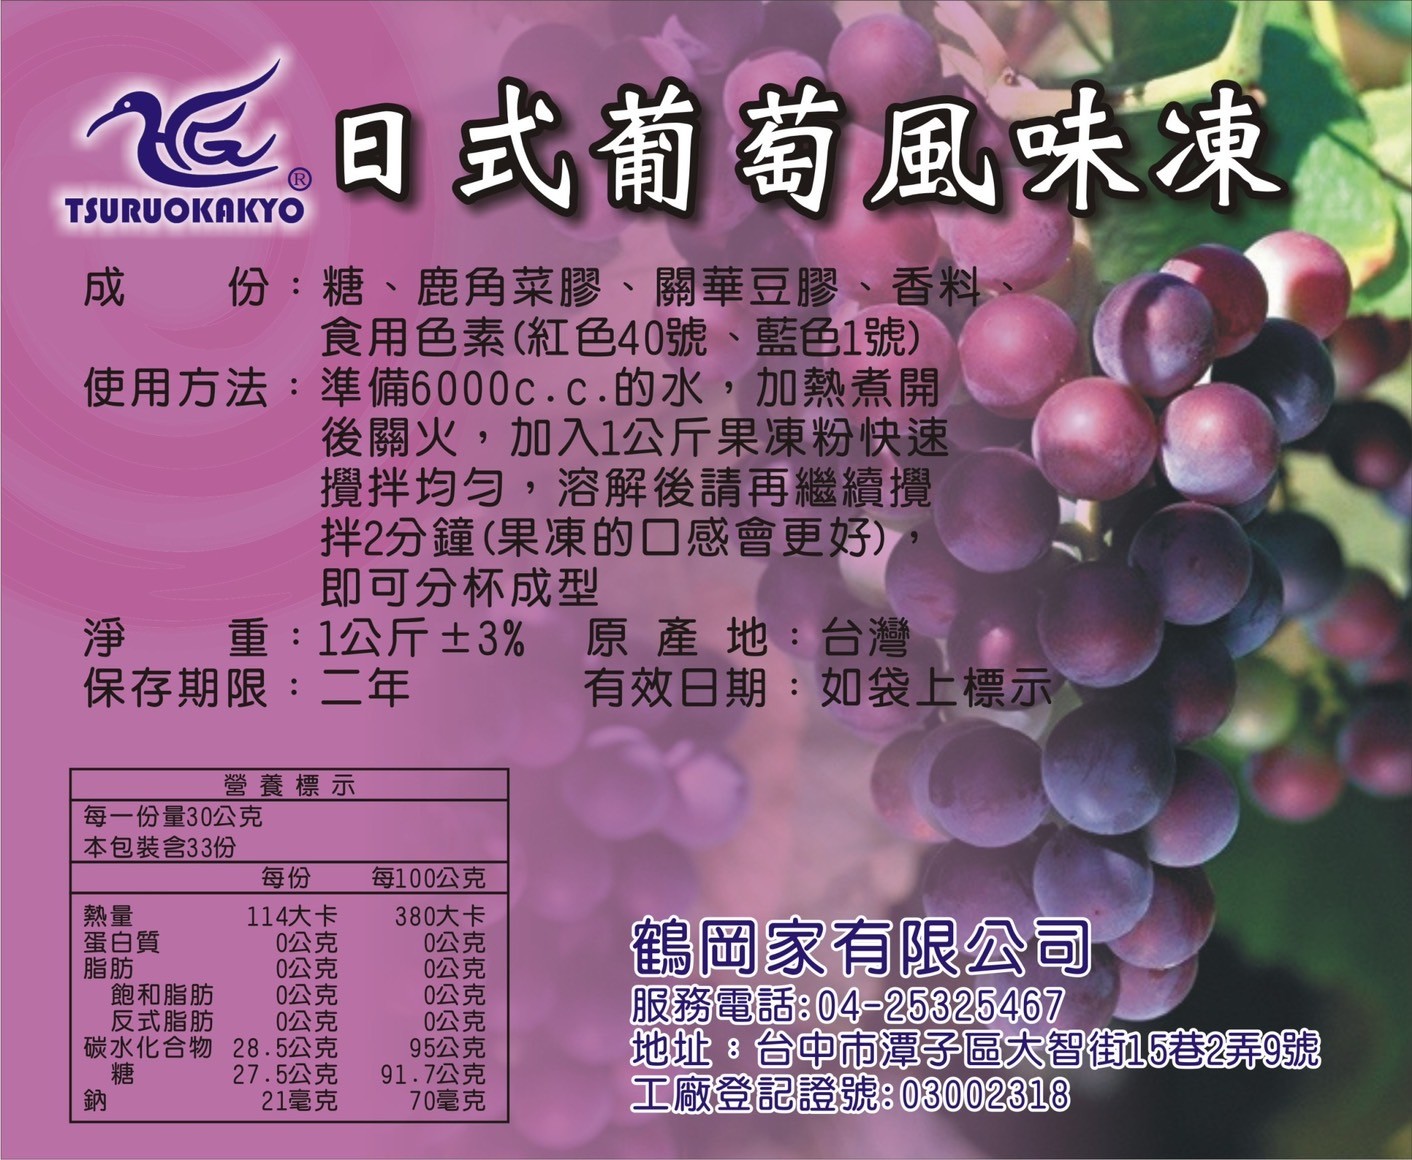 HG
®
TSURUOKAKYO
日式葡萄風味凍
成份：糖、鹿角菜膠、關華豆膠、香料、
食用色素(紅色40號、藍色1號)
使用方法：準備6000c.c.的水，加熱煮開
後關火，加入1公斤果凍粉快速
攪拌均勻，溶解後請再繼續攪
拌2分鐘(果凍的口感會更好)，
即可分杯成型
淨重：1公斤±3% 原產地：台灣
保存期限：二年 有效日期：如袋上標示
營養標示
每一份量30公克
本包裝含33份
每份 每100公克
熱量 114大卡 380大卡
蛋白質 0公克 0公克
脂肪 0公克 0公克
飽和脂肪 0公克 0公克
反式脂肪 0公克 0公克
碳水化合物 28.5公克 95公克
糖 27.5公克 91.7公克
鈉 21毫克 70毫克
鶴岡家有限公司
服務電話:04-25325467
地址：台中市潭子區大智街15巷2弄9號
工廠登記證號:03002318